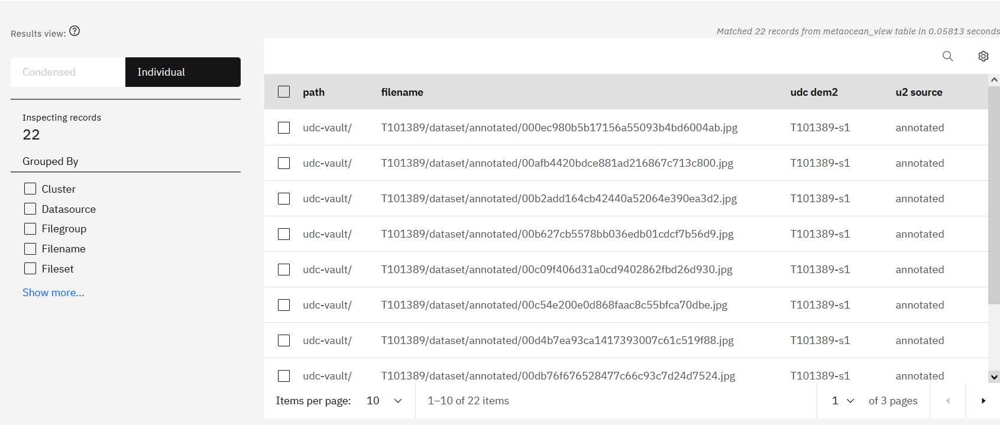 Results view:
Matched 22 records from metaocean_view table in 0.05813 seconds
Condensed Individual
Inspecting records
22
Grouped By
Cluster
Datasource
Filegroup
Filename
Fileset
Show more...
path filename udc dem2 u2 source
udc-vault/ T101389/dataset/annotated/000ec980b5b17156a55093b4bd6004ab.jpg T101389-s1 annotated
udc-vault/ T101389/dataset/annotated/00afb4420bdce881ad216867c713c800.jpg T101389-s1 annotated
udc-vault/ T101389/dataset/annotated/00b2add164cb42440a52064e390ea3d2.jpg T101389-s1 annotated
udc-vault/ T101389/dataset/annotated/00b627cb5578bb036edb01cdcf7b56d9.jpg T101389-s1 annotated
udc-vault/ T101389/dataset/annotated/00c09f406d31a0cd9402862fbd26d930.jpg T101389-s1 annotated
udc-vault/ T101389/dataset/annotated/00c54e200e0d868faac8c55bfca70dbe.jpg T101389-s1 annotated
udc-vault/ T101389/dataset/annotated/00d4b7ea93ca1417393007c61c519f88.jpg T101389-s1 annotated
udc-vault/ T101389/dataset/annotated/00db76f676528477c66c93c7d24d7524.jpg T101389-s1 annotated
Items per page: 10 1–10 of 22 items 1 of 3 pages